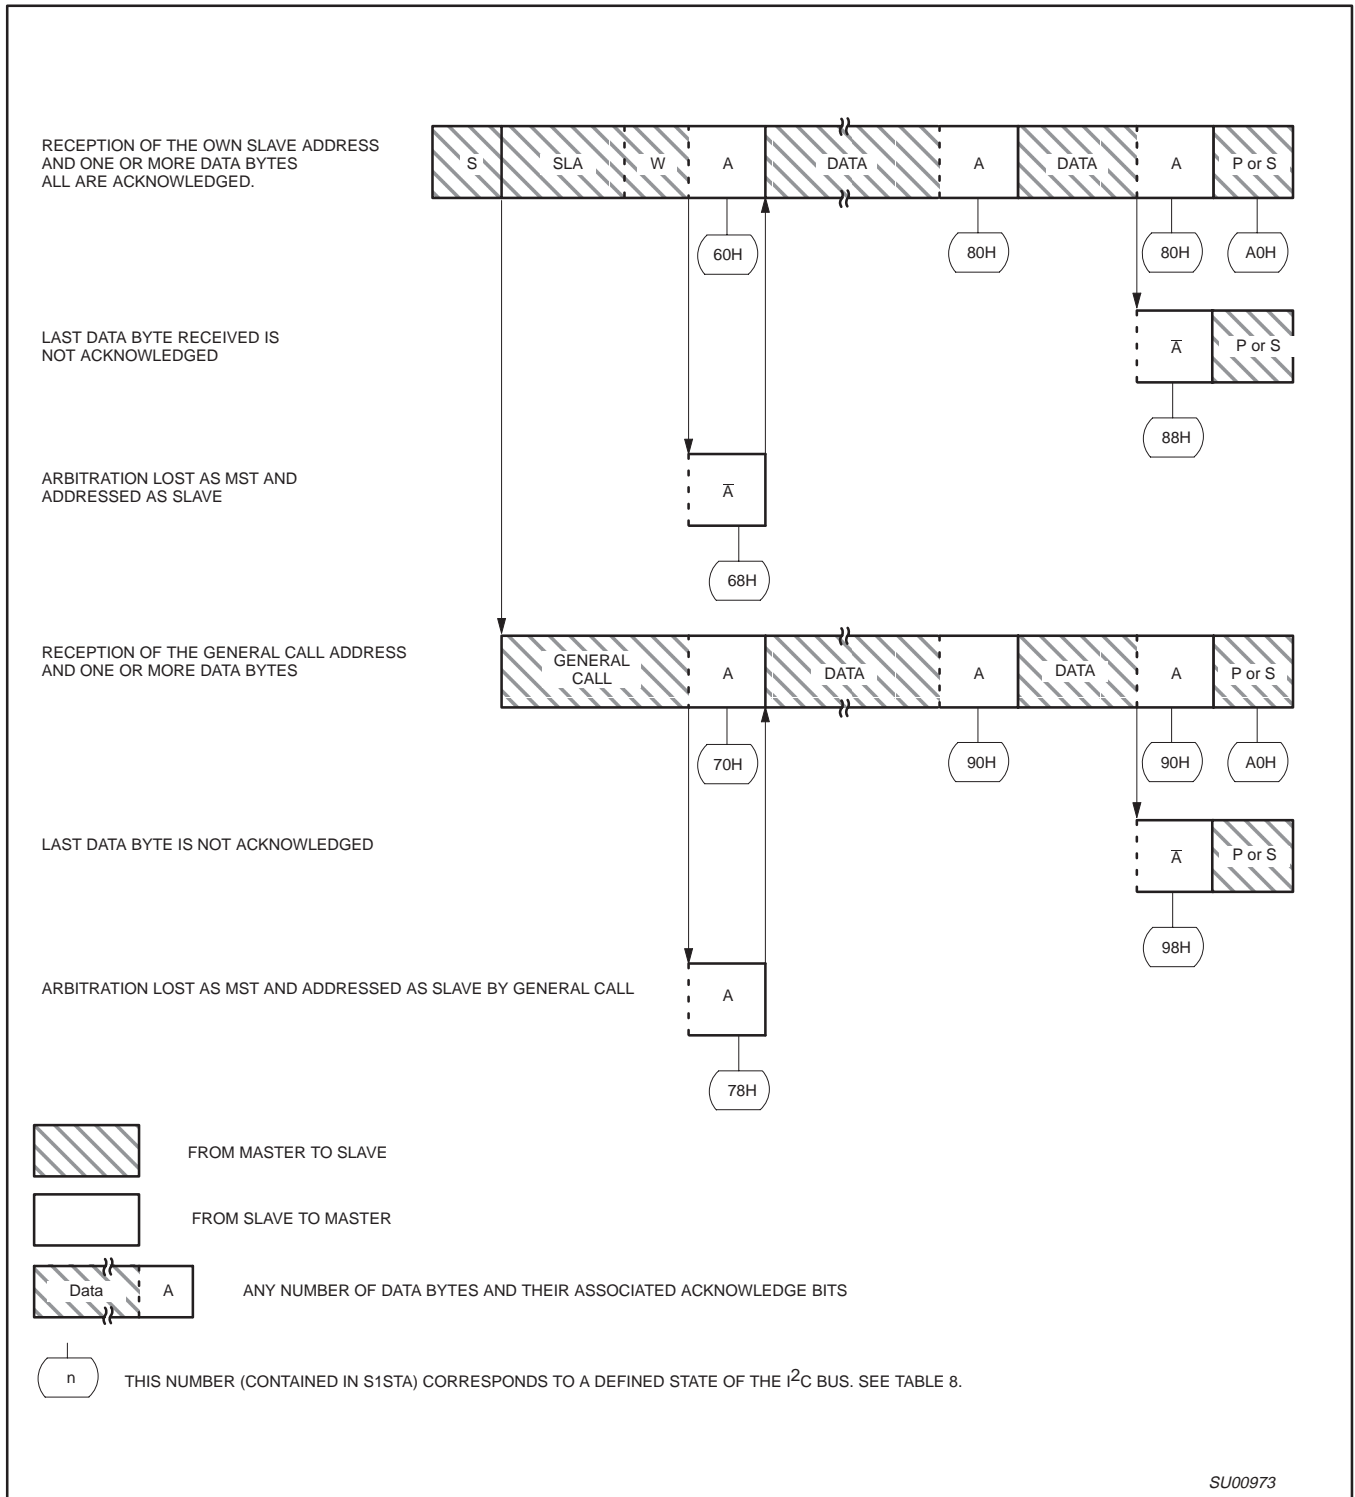 RECEPTION OF THE OWN SLAVE ADDRESS
AND ONE OR MORE DATA BYTES
ALL ARE ACKNOWLEDGED.
S SLA W A DATA A DATA A P or S
60H 80H 80H A0H
LAST DATA BYTE RECEIVED IS
NOT ACKNOWLEDGED
A̅ P or S
88H
ARBITRATION LOST AS MST AND
ADDRESSED AS SLAVE
A̅
68H
RECEPTION OF THE GENERAL CALL ADDRESS
AND ONE OR MORE DATA BYTES
GENERAL
CALL
A DATA A DATA A P or S
70H 90H 90H A0H
LAST DATA BYTE IS NOT ACKNOWLEDGED
A̅ P or S
98H
ARBITRATION LOST AS MST AND ADDRESSED AS SLAVE BY GENERAL CALL
A
78H
FROM MASTER TO SLAVE
FROM SLAVE TO MASTER
Data A ANY NUMBER OF DATA BYTES AND THEIR ASSOCIATED ACKNOWLEDGE BITS
n THIS NUMBER (CONTAINED IN S1STA) CORRESPONDS TO A DEFINED STATE OF THE I²C BUS. SEE TABLE 8.
SU00973